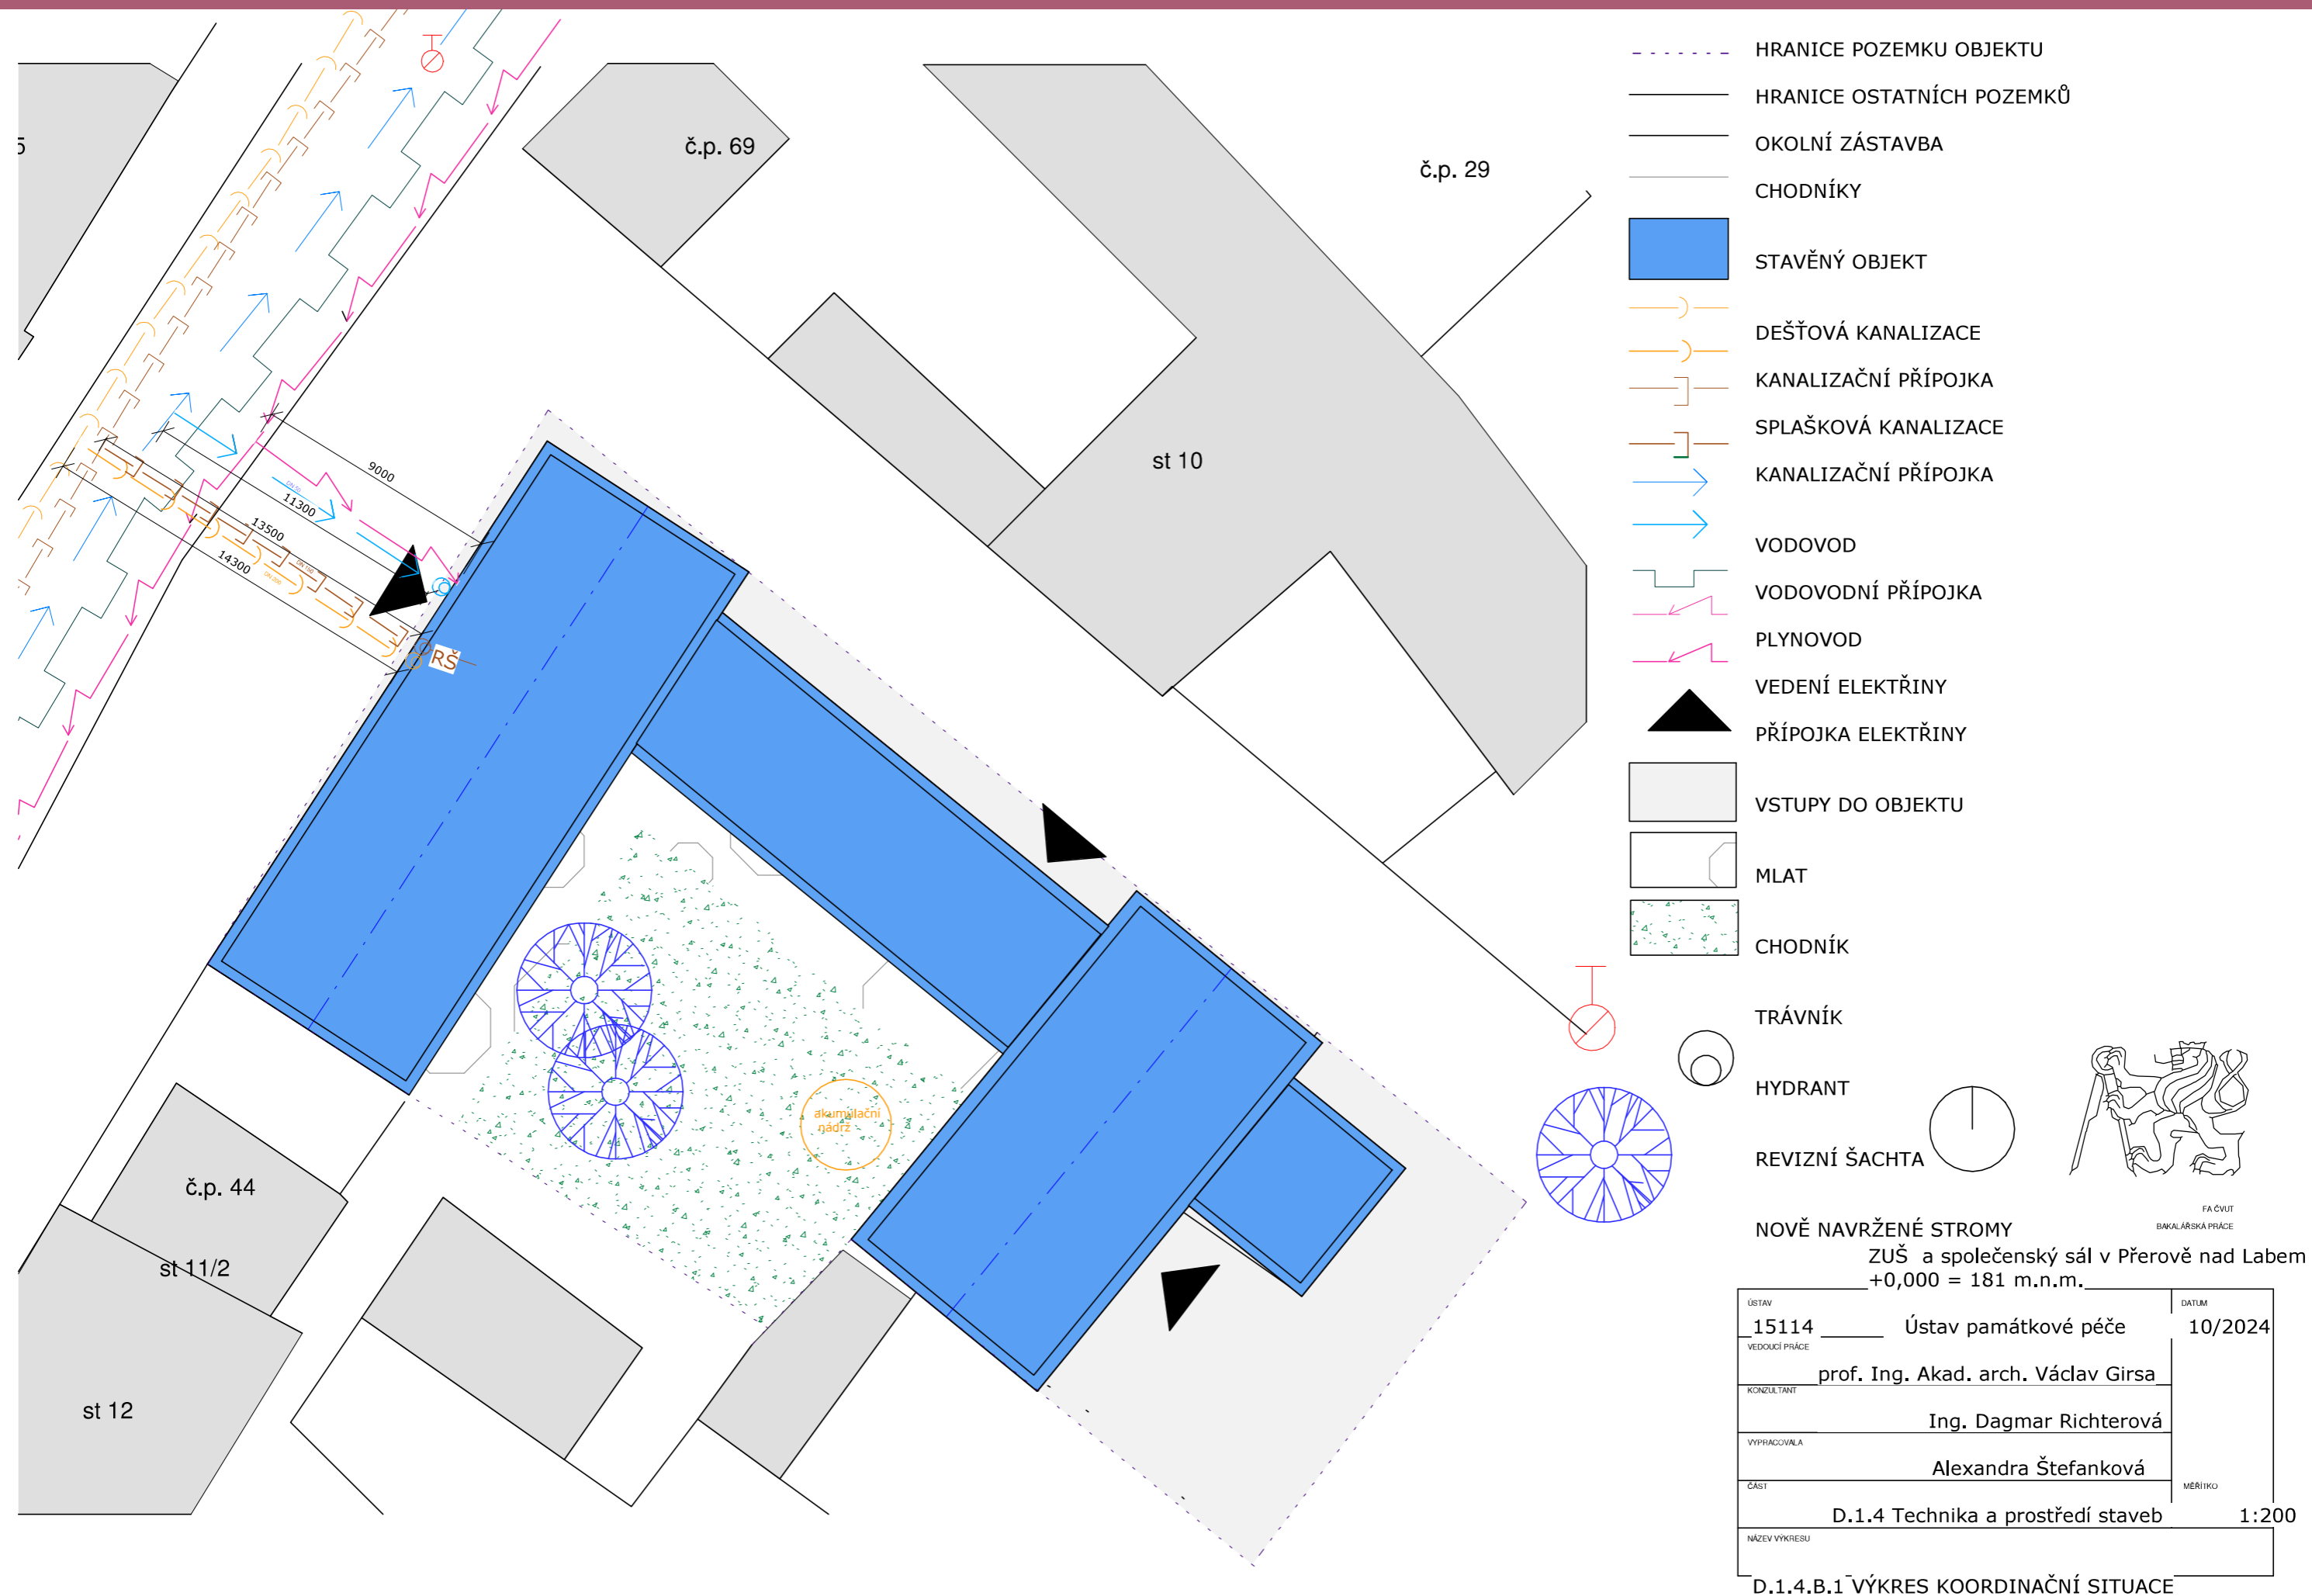 HRANICE POZEMKU OBJEKTU
HRANICE OSTATNÍCH POZEMKŮ
OKOLNÍ ZÁSTAVBA
CHODNÍKY
STAVĚNÝ OBJEKT
DEŠŤOVÁ KANALIZACE
KANALIZAČNÍ PŘÍPOJKA
SPLAŠKOVÁ KANALIZACE
KANALIZAČNÍ PŘÍPOJKA
VODOVOD
VODOVODNÍ PŘÍPOJKA
PLYNOVOD
VEDENÍ ELEKTŘINY
PŘÍPOJKA ELEKTŘINY
VSTUPY DO OBJEKTU
MLAT
CHODNÍK
TRÁVNÍK
HYDRANT
REVIZNÍ ŠACHTA
NOVĚ NAVRŽENÉ STROMY
5
č.p. 69
č.p. 29
st 10
9000
11300
13500
14300
DN 150
DN 200
RŠ
akumulační
nádrž
č.p. 44
st 11/2
st 12
FA ČVUT
BAKALÁŘSKÁ PRÁCE
ZUŠ a společenský sál v Přerově nad Labem
+0,000 = 181 m.n.m.
ÚSTAV
DATUM
15114 Ústav památkové péče 10/2024
VEDOUCÍ PRÁCE
prof. Ing. Akad. arch. Václav Girsa
KONZULTANT
Ing. Dagmar Richterová
VYPRACOVALA
Alexandra Štefanková
ČÁST
MĚŘÍTKO
D.1.4 Technika a prostředí staveb 1:200
NÁZEV VÝKRESU
D.1.4.B.1 VÝKRES KOORDINAČNÍ SITUACE